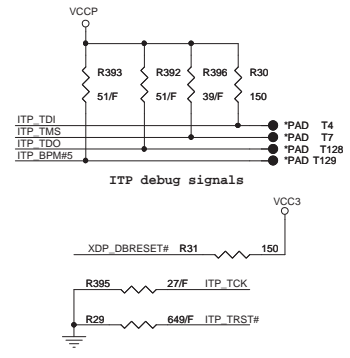 VCCP
R393 R392 R396 R30
51/F 51/F 39/F 150
ITP_TDI *PAD T4
ITP_TMS *PAD T7
ITP_TDO *PAD T128
ITP_BPM#5 *PAD T129
ITP debug signals
VCC3
XDP_DBRESET# R31 150
R395 27/F ITP_TCK
R29 649/F ITP_TRST#